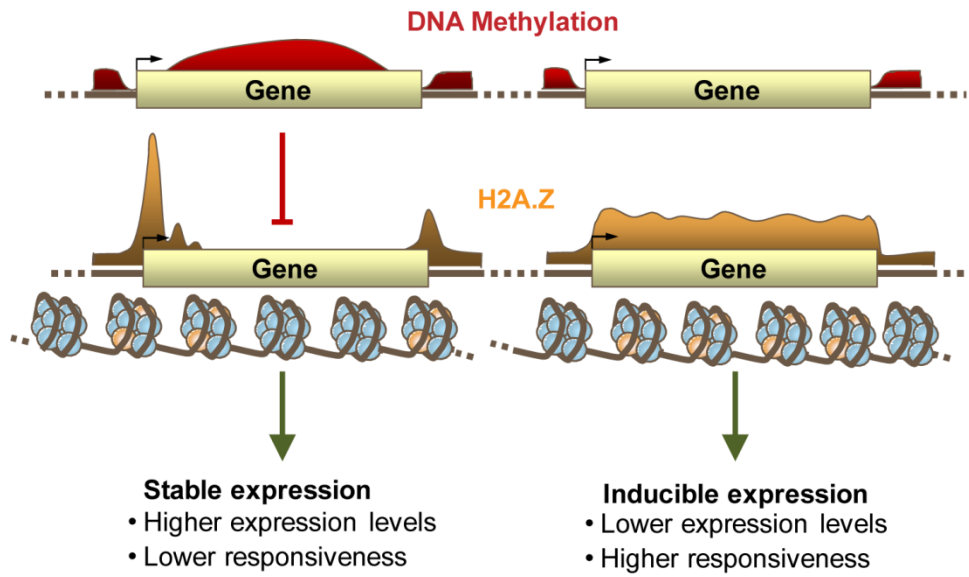 DNA Methylation
Gene
Gene
H2A.Z
Gene
Gene
Stable expression
• Higher expression levels
• Lower responsiveness
Inducible expression
• Lower expression levels
• Higher responsiveness